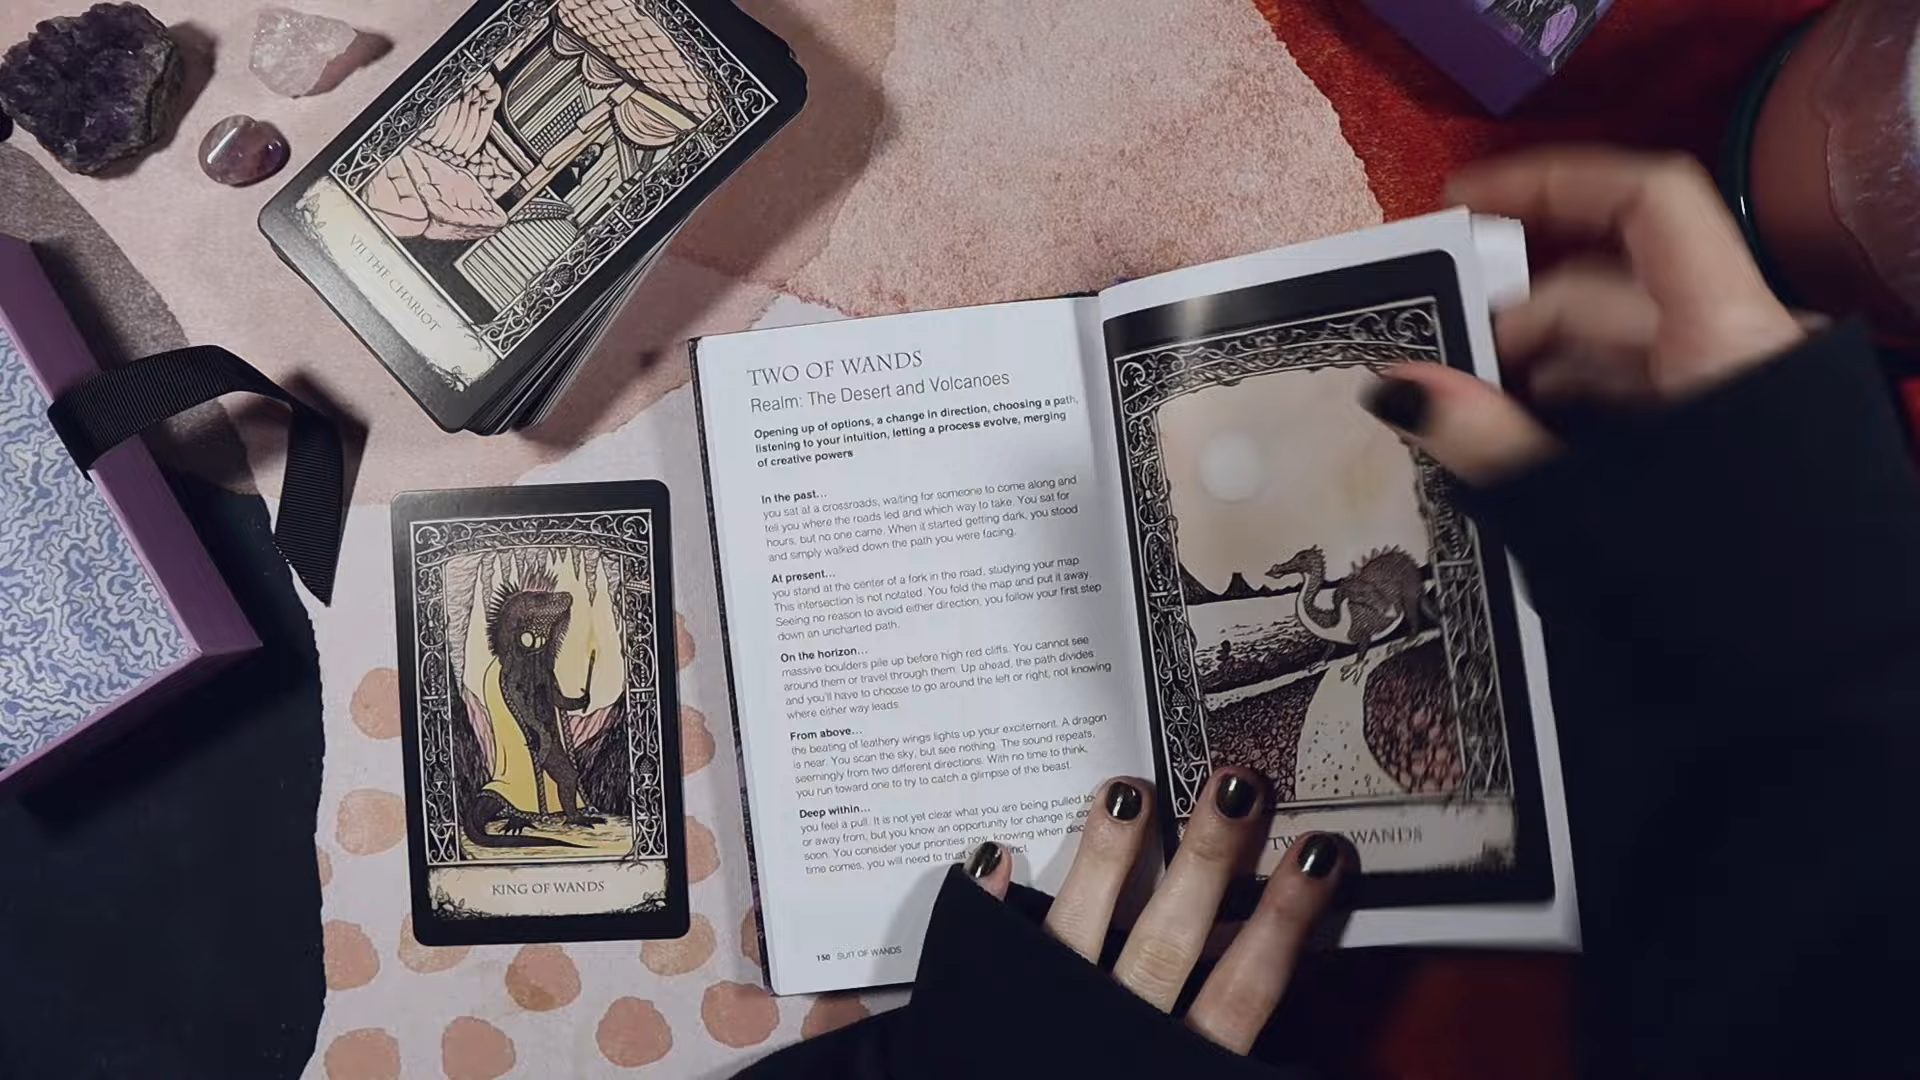 VII THE CHARIOT
KING OF WANDS
TWO OF WANDS
Realm: The Desert and Volcanoes
Opening up of options, a change in direction, choosing a path,
listening to your intuition, letting a process evolve, merging
of creative powers
In the past...
you sat at a crossroads, waiting for someone to come along and
tell you where the roads led and which way to take. You sat for
hours, but no one came. When it started getting dark, you stood
and simply walked down the path you were facing.
At present...
you stand at the center of a fork in the road, studying your map.
This intersection is not notated. You fold the map and put it away.
Seeing no reason to avoid either direction, you follow your first step
down an uncharted path.
On the horizon...
massive boulders pile up before high red cliffs. You cannot see
around them or travel through them. Up ahead, the path divides
and you'll have to choose to go around the left or right, not knowing
where either way leads.
From above...
the beating of leathery wings lights up your excitement. A dragon
is near. You scan the sky, but see nothing. The sound repeats,
seemingly from two different directions. With no time to think,
you run toward one to try to catch a glimpse of the beast.
Deep within...
you feel a pull. It is not yet clear what you are being pulled to
or away from, but you know an opportunity for change is
soon. You consider your priorities now, knowing when
time comes, you will need to trust
150 SUIT OF WANDS
WANDS